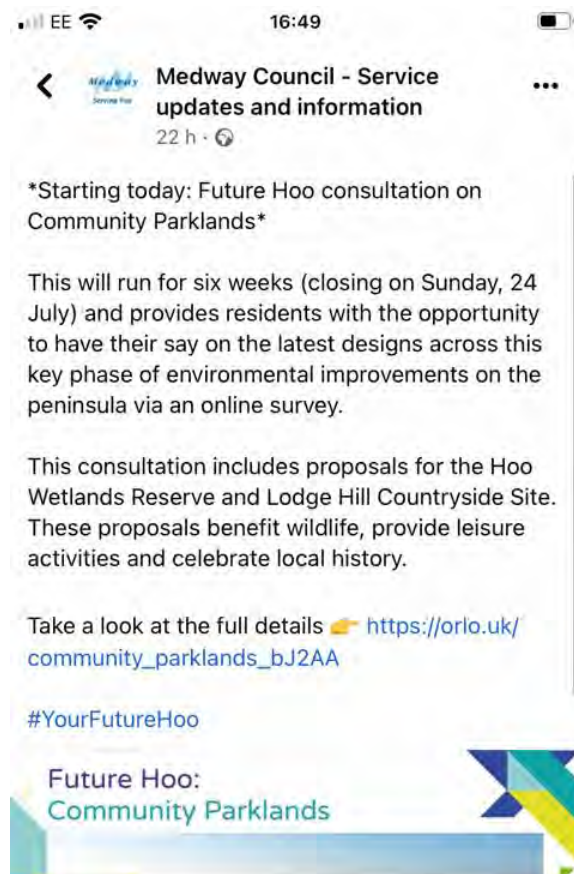 EE 16:49
Medway Council - Service
Medway
Serving You
updates and information
22 h ·
*Starting today: Future Hoo consultation on
Community Parklands*
This will run for six weeks (closing on Sunday, 24
July) and provides residents with the opportunity
to have their say on the latest designs across this
key phase of environmental improvements on the
peninsula via an online survey.
This consultation includes proposals for the Hoo
Wetlands Reserve and Lodge Hill Countryside Site.
These proposals benefit wildlife, provide leisure
activities and celebrate local history.
Take a look at the full details 👉 https://orlo.uk/
community_parklands_bJ2AA
#YourFutureHoo
Future Hoo:
Community Parklands